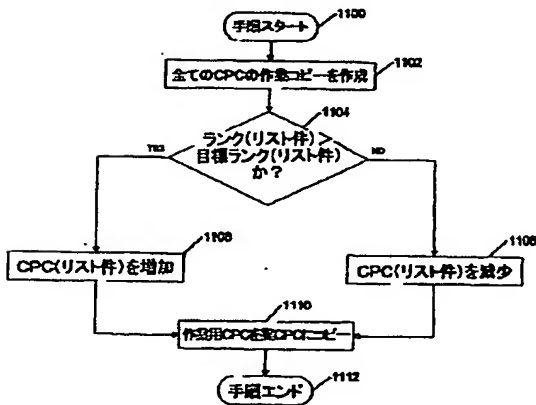 手順スタート
1100
全てのCPCの作業コピーを作成
1102
1104
ランク(リスト件)>
目標ランク(リスト件)
か?
YES
NO
CPC(リスト件)を増加
1108
CPC(リスト件)を減少
1110
作業用CPCを実CPCにコピー
手順エンド
1112